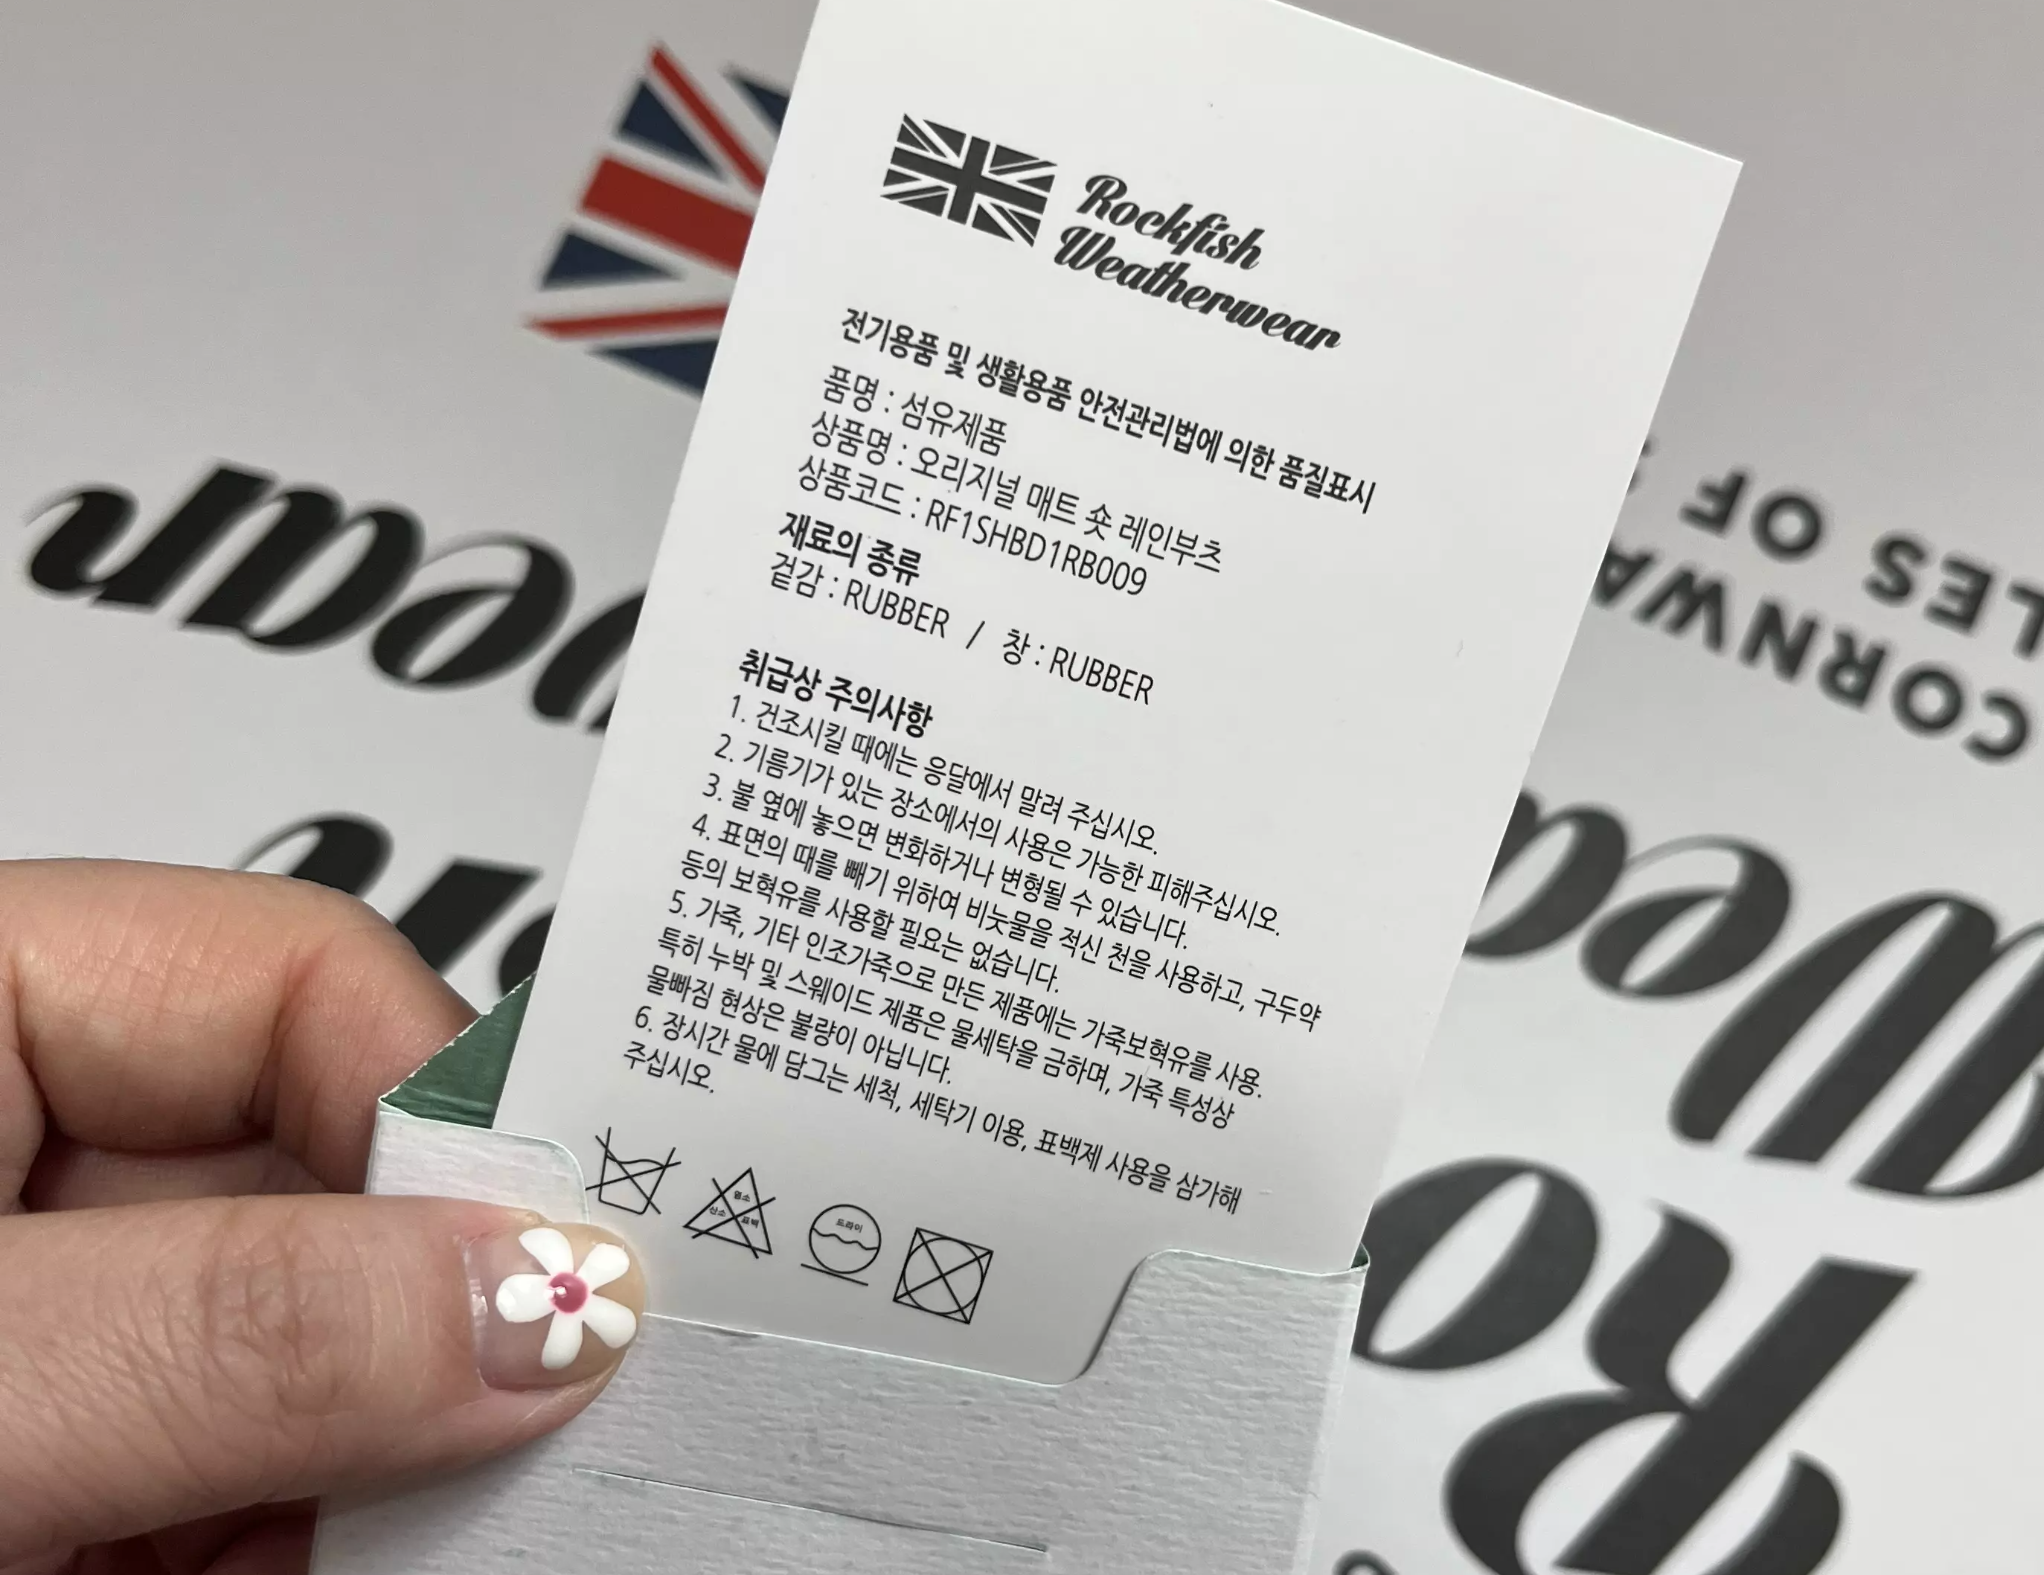 Rockfish
Weatherwear
전기용품 및 생활용품 안전관리법에 의한 품질표시
품명 : 섬유제품
상품명 : 오리지널 매트 숏 레인부츠
상품코드 : RF1SHBD1RB009
재료의 종류
겉감 : RUBBER / 창 : RUBBER
취급상 주의사항
1. 건조시킬 때에는 응달에서 말려 주십시오.
2. 기름기가 있는 장소에서의 사용은 가능한 피해주십시오.
3. 불 옆에 놓으면 변화하거나 변형될 수 있습니다.
4. 표면의 때를 빼기 위하여 비눗물을 적신 천을 사용하고, 구두약
등의 보혁유를 사용할 필요는 없습니다.
5. 가죽, 기타 인조가죽으로 만든 제품에는 가죽보혁유를 사용.
특히 누박 및 스웨이드 제품은 물세탁을 금하며, 가죽 특성상
물빠짐 현상은 불량이 아닙니다.
6. 장시간 물에 담그는 세척, 세탁기 이용, 표백제 사용을 삼가해
주십시오.
염소
산소 표백
드라이
CORNWA
LES OF
Wea
Ro
wear